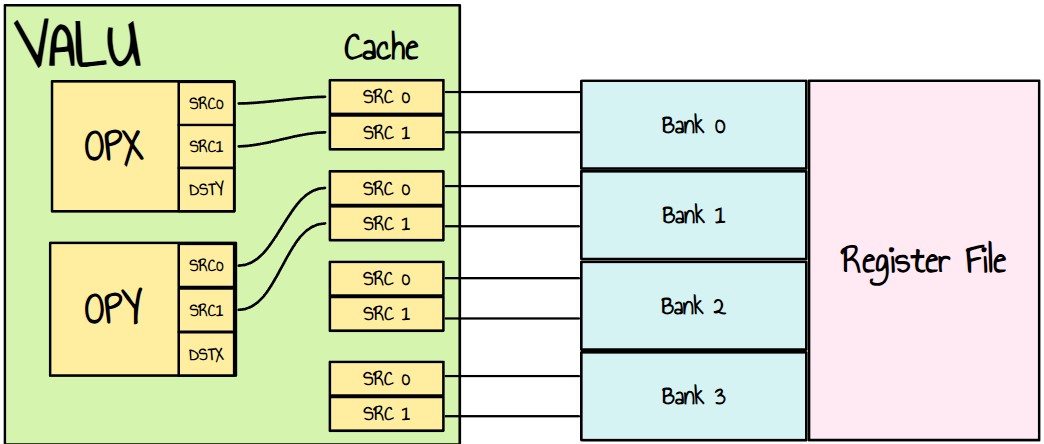 VALU
Cache
OPX
SRC0
SRC1
DSTY
OPY
SRC0
SRC1
DSTX
SRC 0
SRC 1
SRC 0
SRC 1
SRC 0
SRC 1
SRC 0
SRC 1
Bank 0
Bank 1
Bank 2
Bank 3
Register File